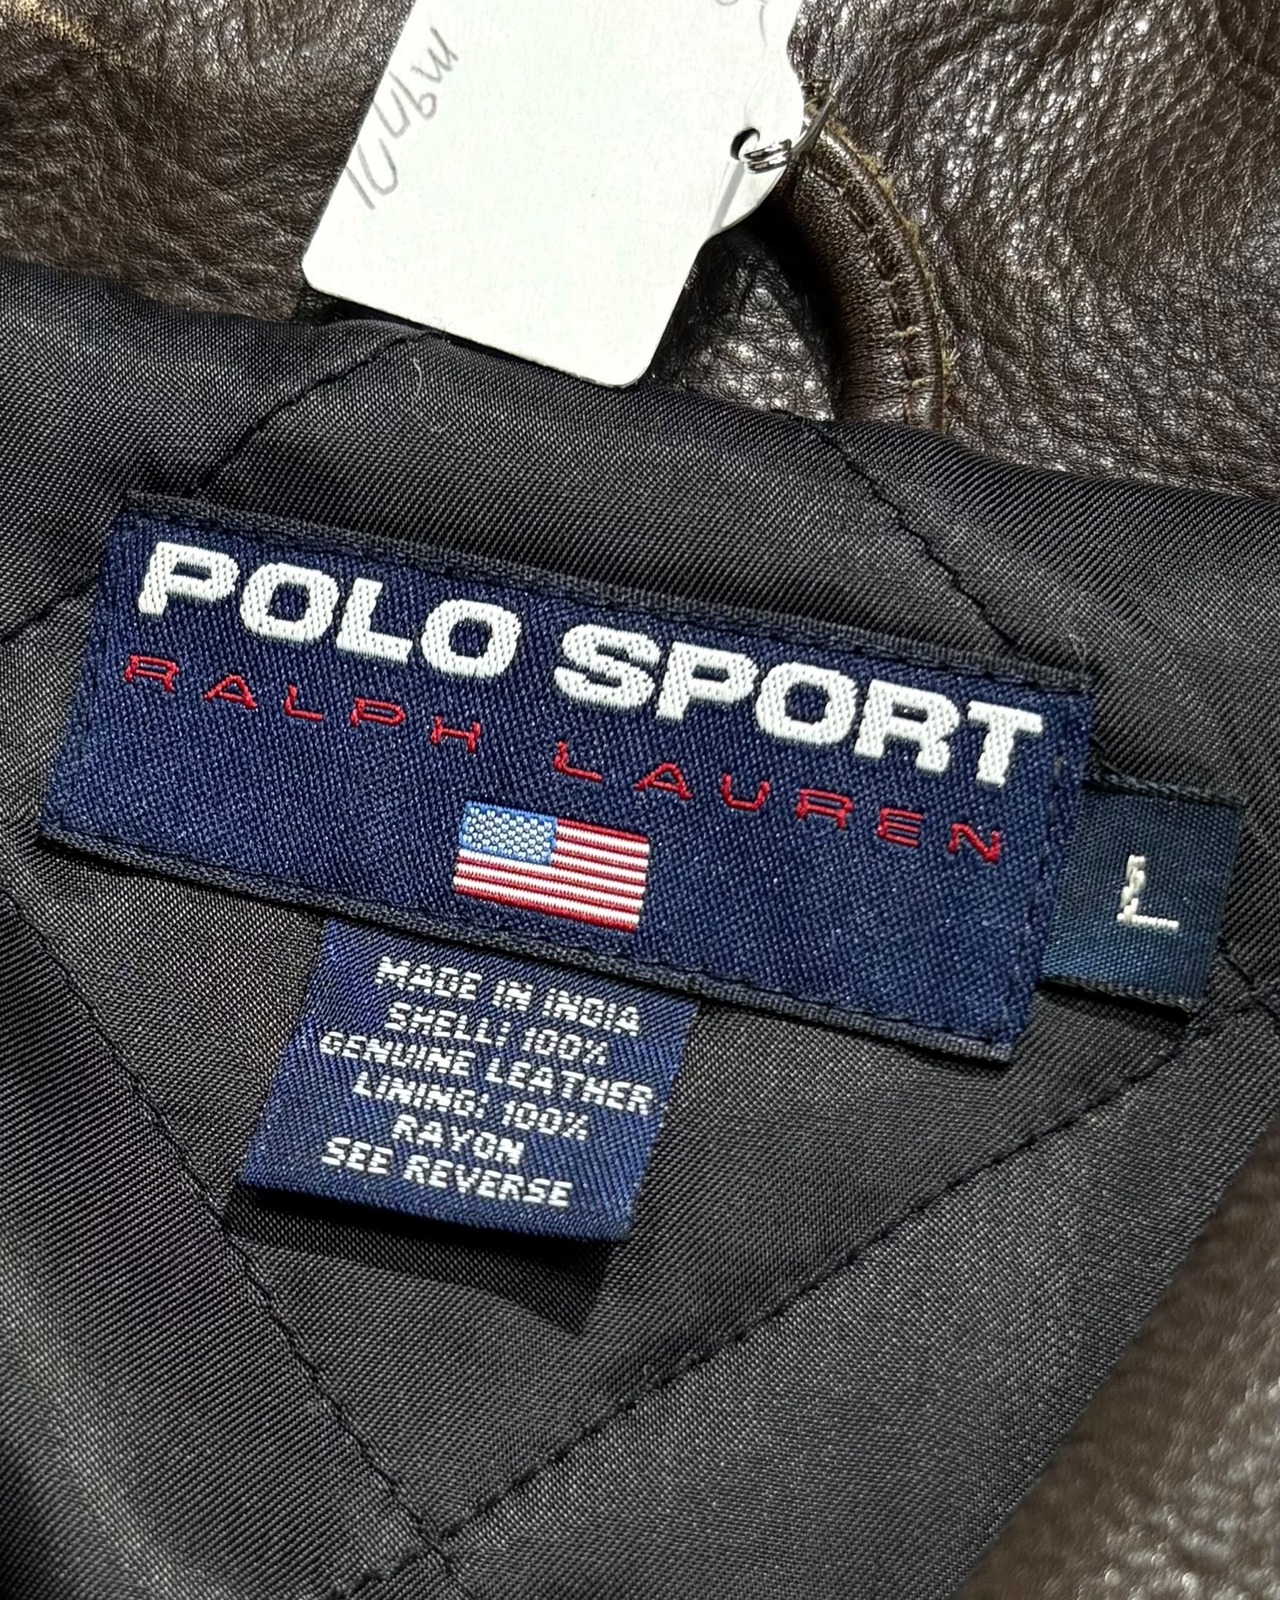 POLO SPORT
RALPH LAUREN
L
MADE IN INDIA
SHELL: 100%
GENUINE LEATHER
LINING: 100%
RAYON
SEE REVERSE